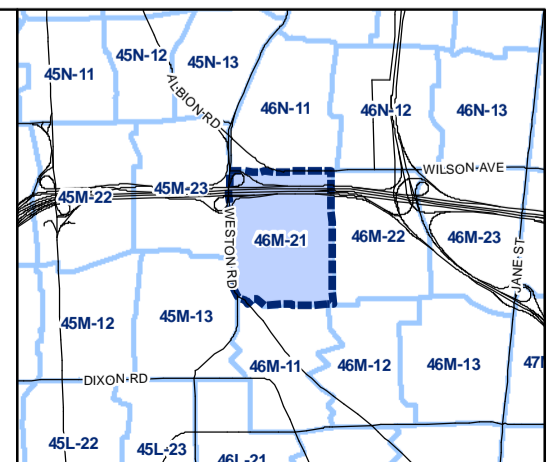 45N-11
45N-12
45N-13
ALBION RD
46N-11
46N-12
46N-13
WILSON AVE
45M-22
45M-23
WESTON RD
46M-21
46M-22
46M-23
JANE ST
45M-12
45M-13
46M-11
46M-12
46M-13
DIXON RD
45L-22
45L-23
46L-21